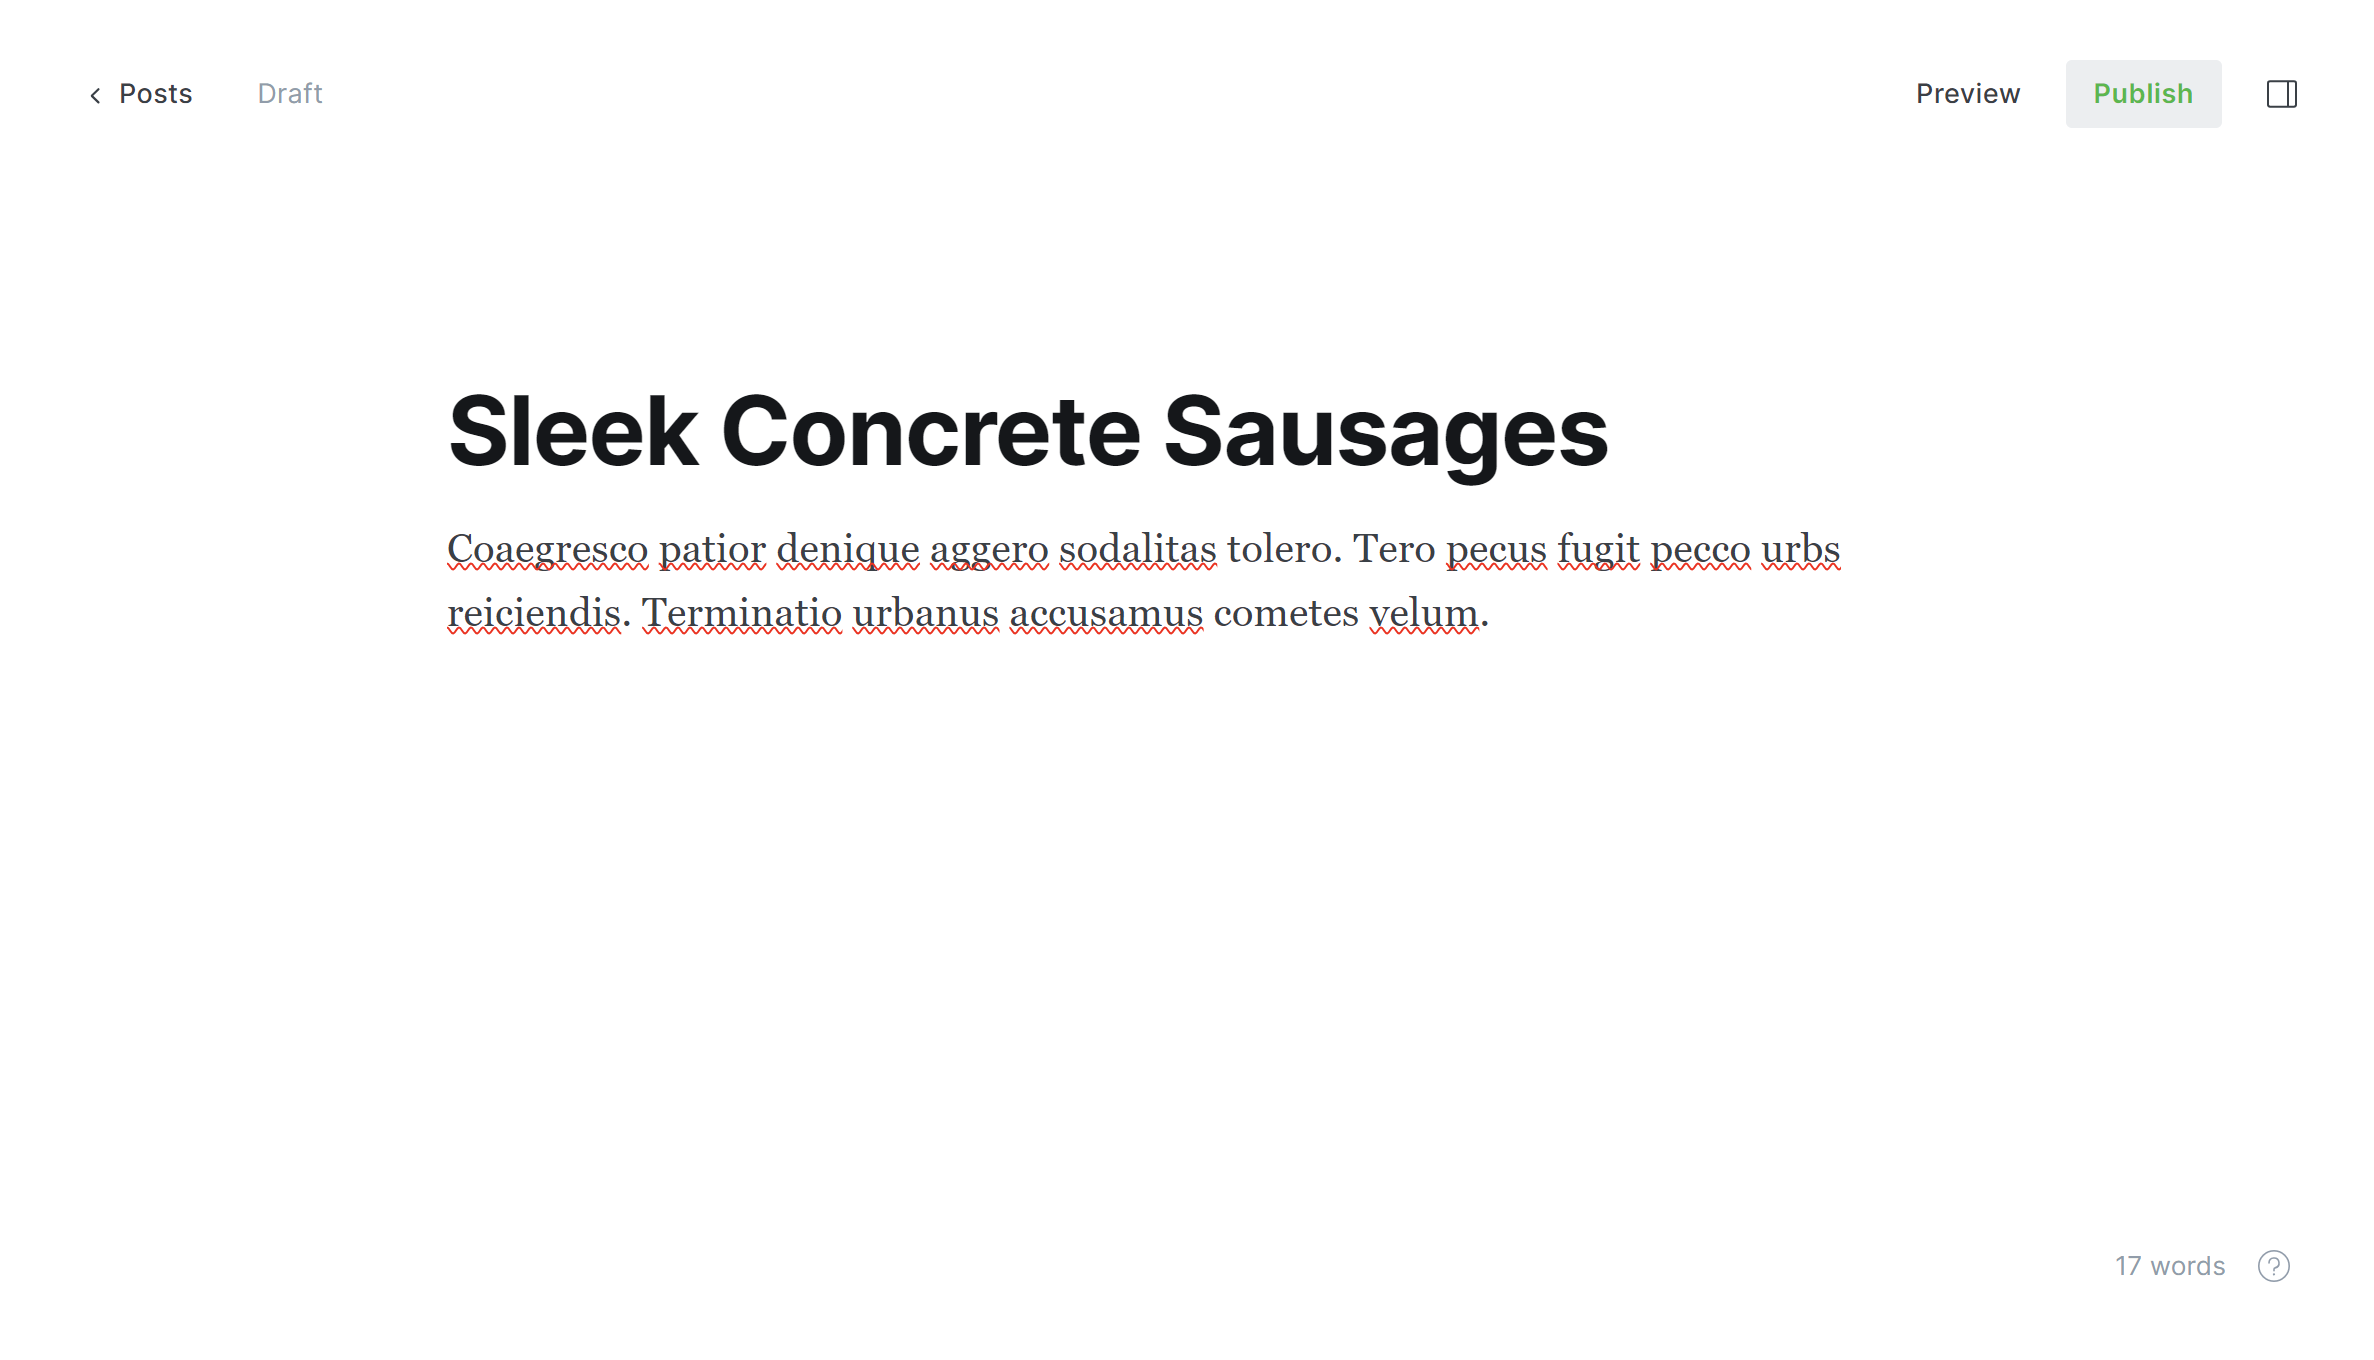 Posts
Draft
Preview
Publish
Sleek Concrete Sausages
Coaegresco patior denique aggero sodalitas tolero. Tero pecus fugit pecco urbs
reiciendis. Terminatio urbanus accusamus cometes velum.
17 words
?